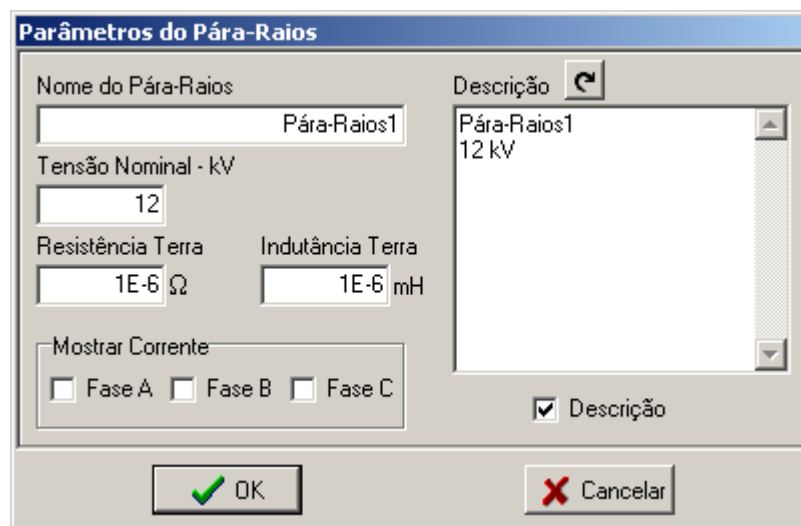 Parâmetros do Pára-Raios
Nome do Pára-Raios
Pára-Raios1
Tensão Nominal - kV
12
Resistência Terra
Indutância Terra
1E-6 Ω
1E-6 mH
Mostrar Corrente
Fase A
Fase B
Fase C
Descrição
Pára-Raios1
12 kV
Descrição
OK
Cancelar